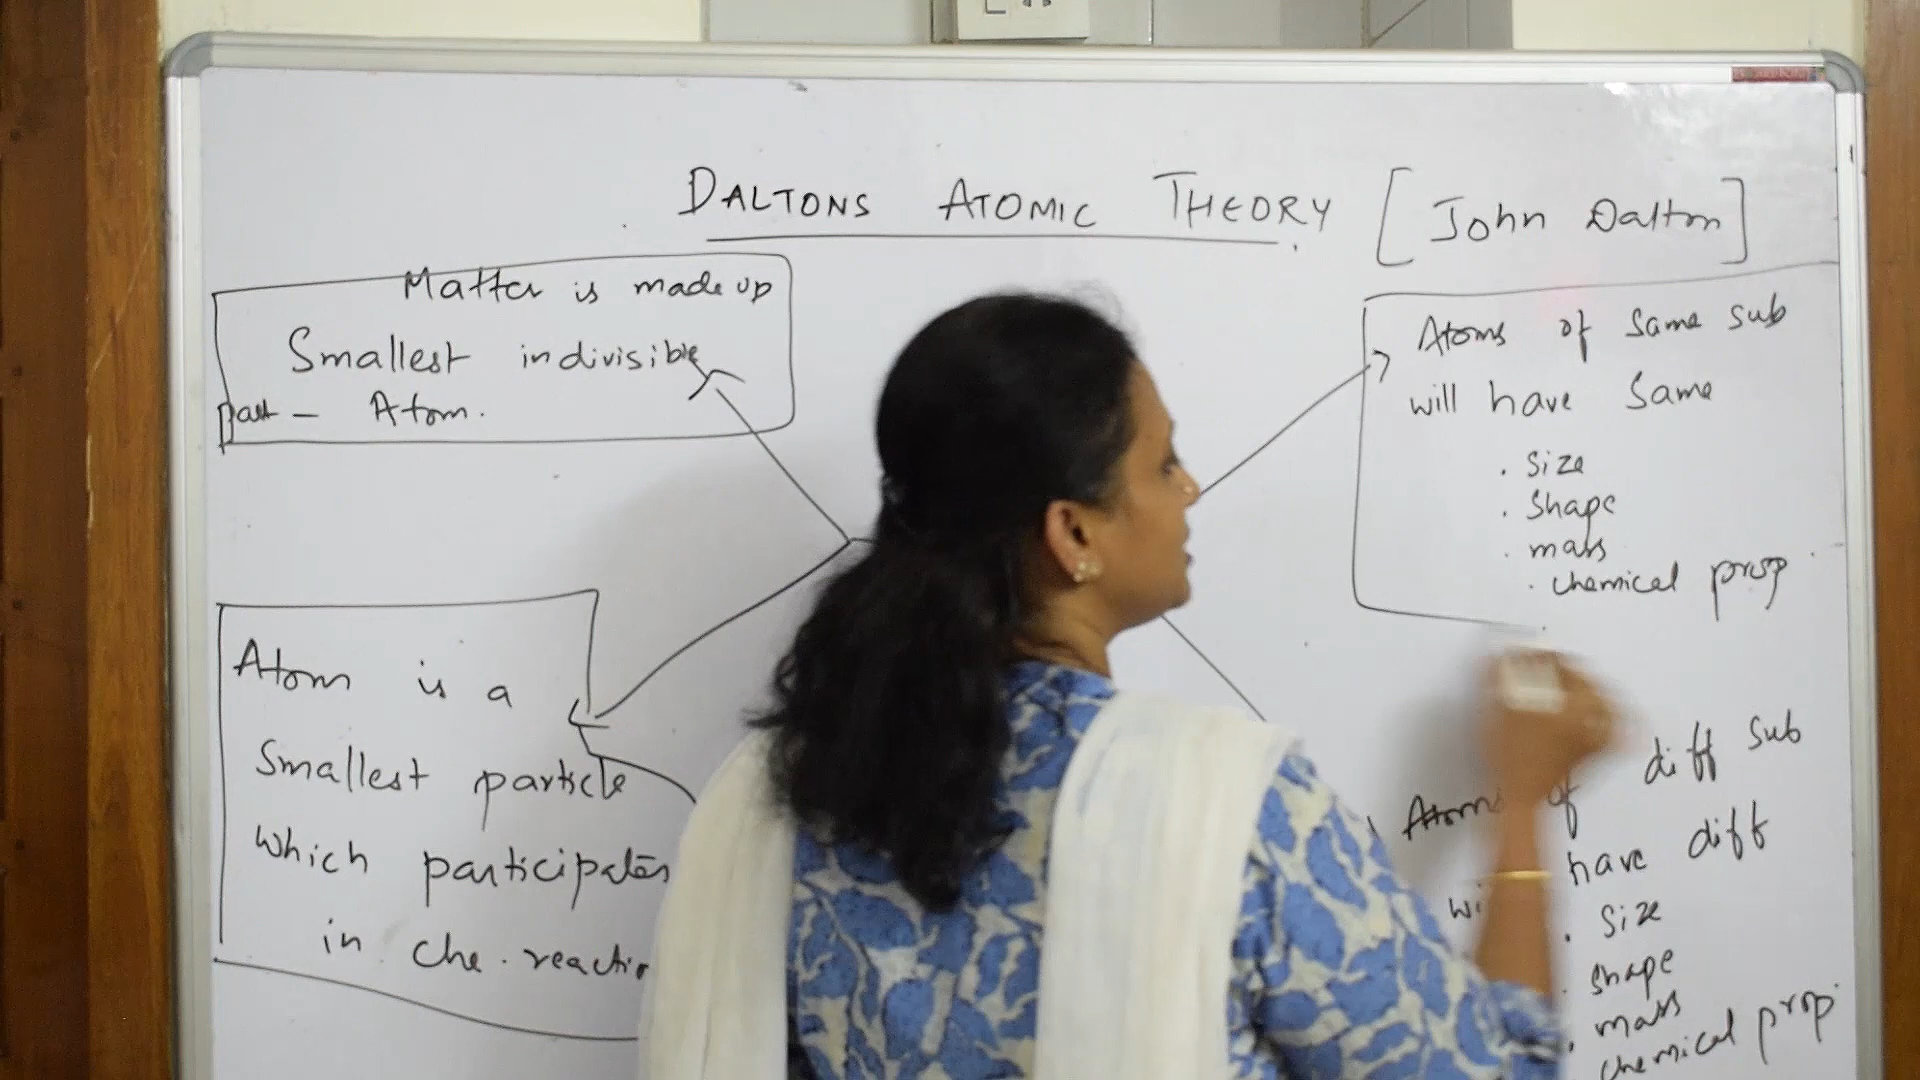 DALTONS ATOMIC THEORY [John Dalton]
Matter is made up
Smallest indivisible
part - Atom.
Atom is a
Smallest particle
which participates
in che. reactio
Atoms of Same sub
will have Same
. Size
. Shape
. mass
. chemical prop
Atoms of diff sub
wi have diff
. Size
. Shape
. mass
chemical prop.